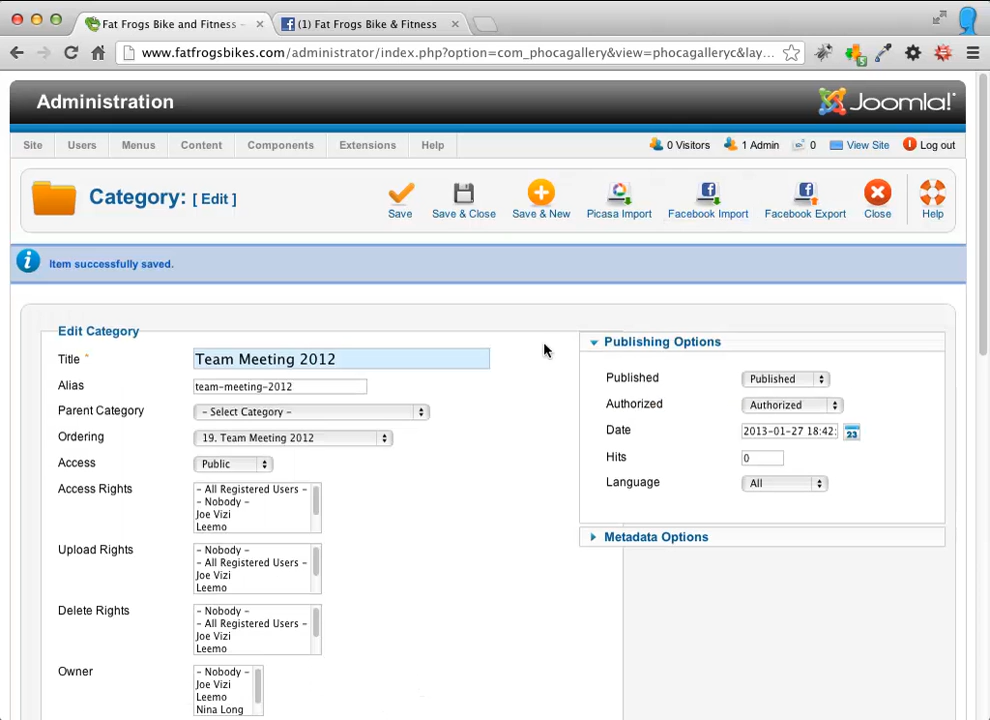 Fat Frogs Bike and Fitness –
(1) Fat Frogs Bike & Fitness
www.fatfrogsbikes.com/administrator/index.php?option=com_phocagallery&view=phocagalleryc&lay...
5
Administration
Joomla!
Site Users Menus Content Components Extensions Help
0 Visitors 1 Admin 0 View Site Log out
Category: [ Edit ]
Save Save & Close Save & New Picasa Import Facebook Import Facebook Export Close Help
Item successfully saved.
Edit Category
Title * Team Meeting 2012
Alias team-meeting-2012
Parent Category - Select Category -
Ordering 19. Team Meeting 2012
Access Public
Access Rights - All Registered Users -
- Nobody -
Joe Vizi
Leemo
Upload Rights - Nobody -
- All Registered Users -
Joe Vizi
Leemo
Delete Rights - Nobody -
- All Registered Users -
Joe Vizi
Leemo
Owner - Nobody -
Joe Vizi
Leemo
Nina Long
Publishing Options
Published Published
Authorized Authorized
Date 2013-01-27 18:42: 23
Hits 0
Language All
Metadata Options